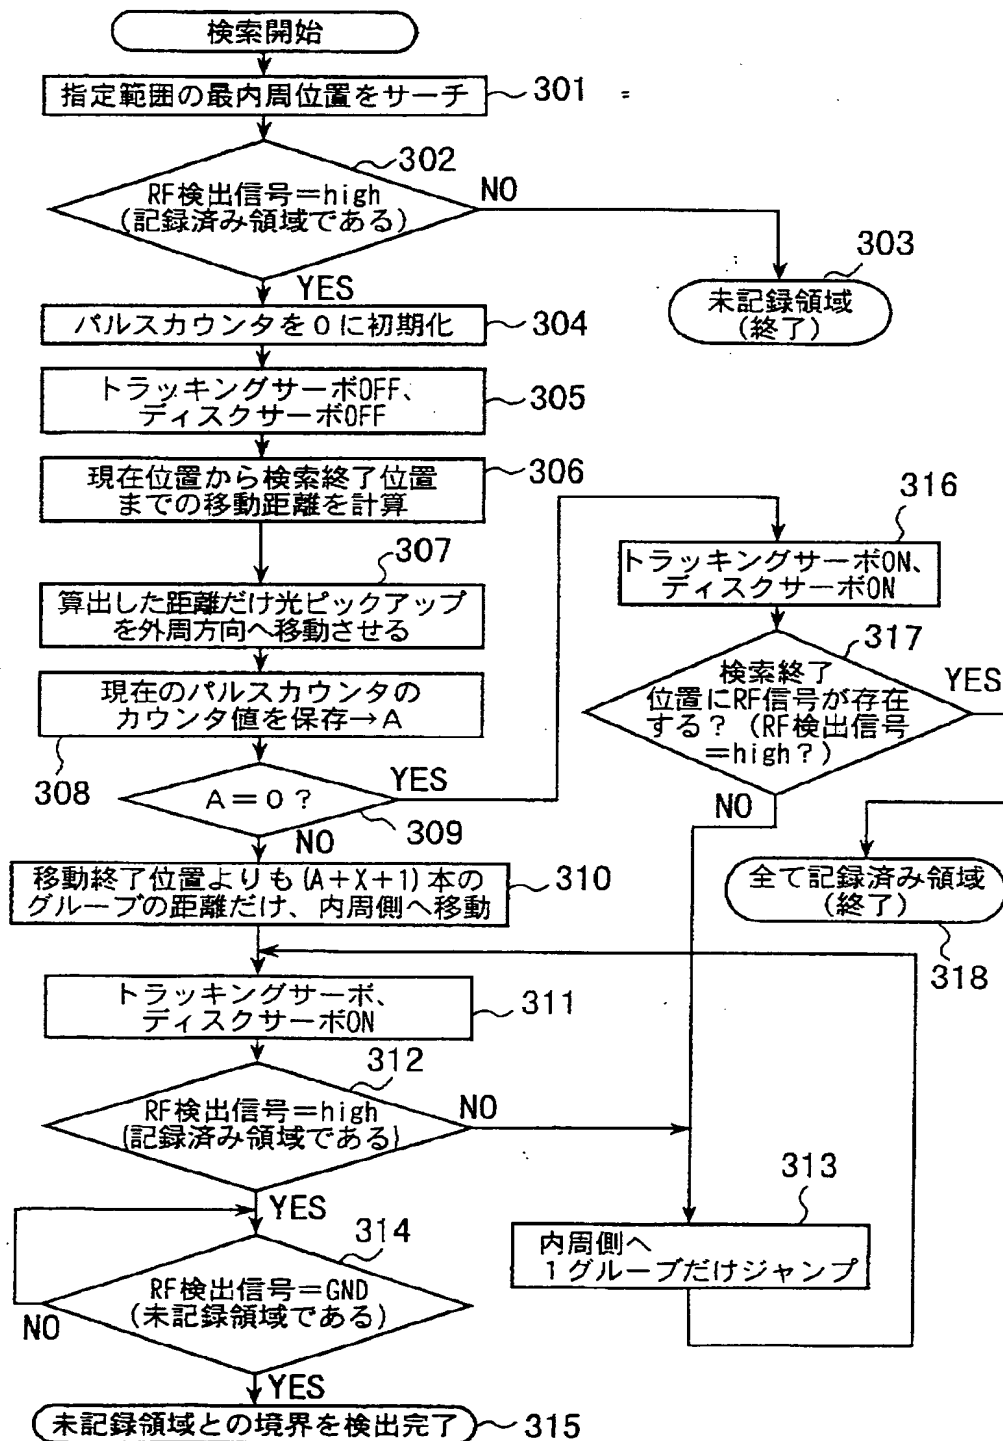 検索開始
指定範囲の最内周位置をサーチ
301
302
RF検出信号＝high
(記録済み領域である)
NO
YES
303
未記録領域
(終了)
パルスカウンタを０に初期化
304
トラッキングサーボOFF、
ディスクサーボOFF
305
現在位置から検索終了位置
までの移動距離を計算
306
307
算出した距離だけ光ピックアップ
を外周方向へ移動させる
現在のパルスカウンタの
カウンタ値を保存→A
308
A＝0？
YES
309
NO
316
トラッキングサーボON、
ディスクサーボON
317
検索終了
位置にRF信号が存在
する？（RF検出信号
＝high？）
YES
NO
全て記録済み領域
(終了)
318
移動終了位置よりも(A＋X＋1)本の
グルーブの距離だけ、内周側へ移動
310
トラッキングサーボ、
ディスクサーボON
311
312
RF検出信号＝high
(記録済み領域である)
NO
YES
313
内周側へ
１グルーブだけジャンプ
314
RF検出信号＝GND
(未記録領域である)
NO
YES
未記録領域との境界を検出完了
315